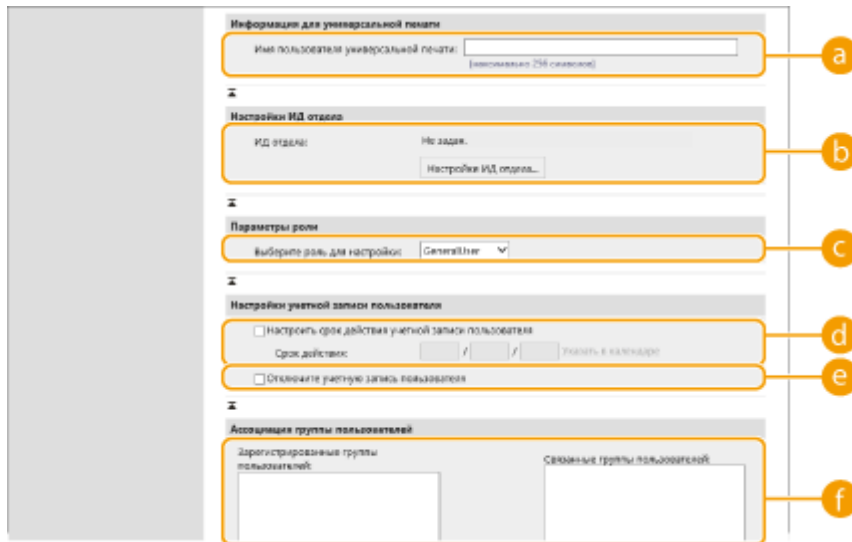 Информация для универсальной печати
Имя пользователя универсальной печати:
(максимально 256 символов)
a
Настройки ИД отдела
ИД отдела: Не задан.
b
Настройки ИД отдела...
Параметры роли
Выберите роль для настройки: GeneralUser
c
Настройки учетной записи пользователя
Настроить срок действия учетной записи пользователя
d
Срок действия: / / Указать в календаре
Отключите учетную запись пользователя
e
Ассоциация группы пользователей
Зарегистрированные группы
пользователей:
Связанные группы пользователей:
f